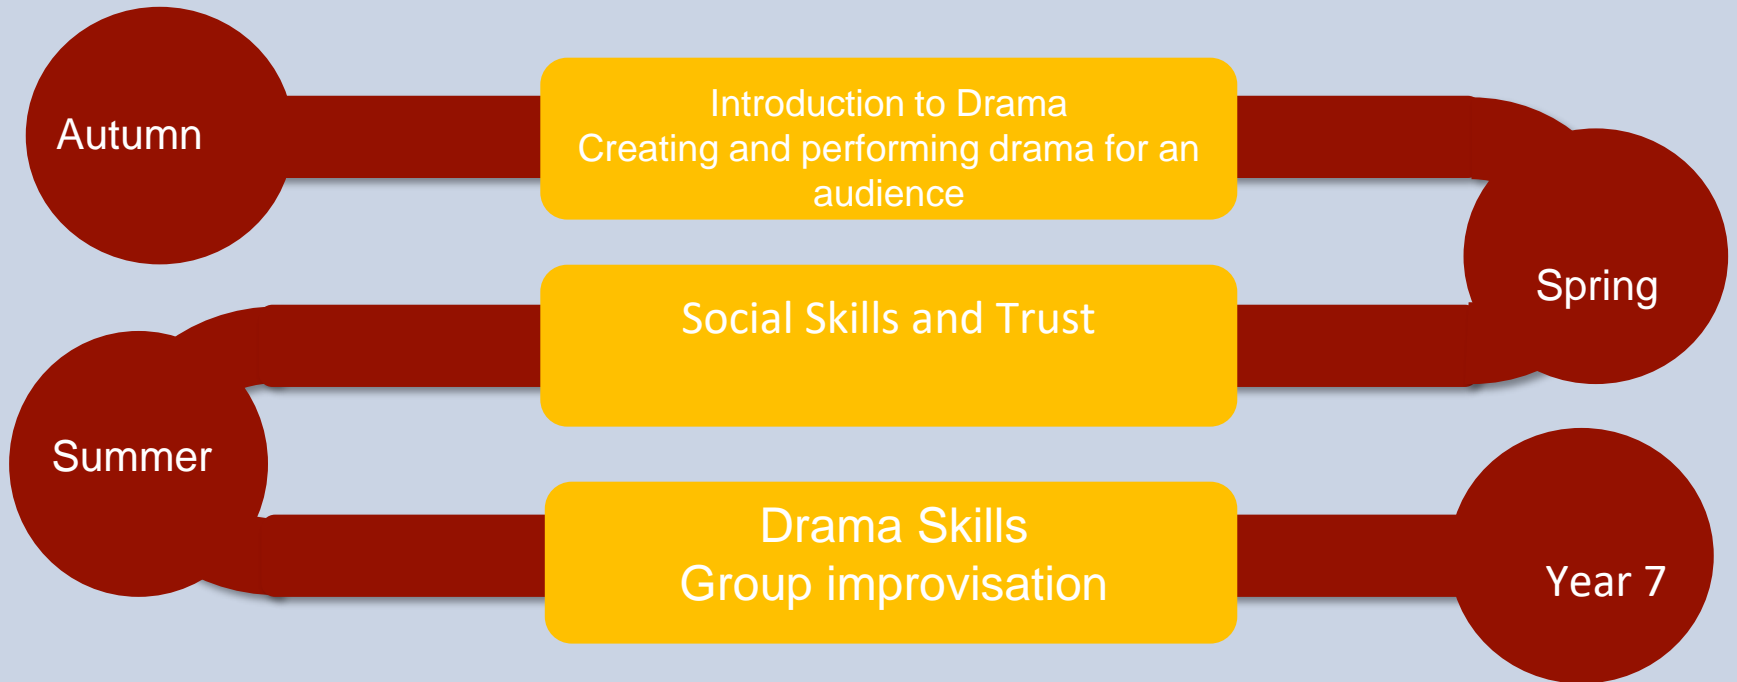 Autumn
Introduction to Drama
Creating and performing drama for an
audience
Spring
Social Skills and Trust
Summer
Drama Skills
Group improvisation
Year 7